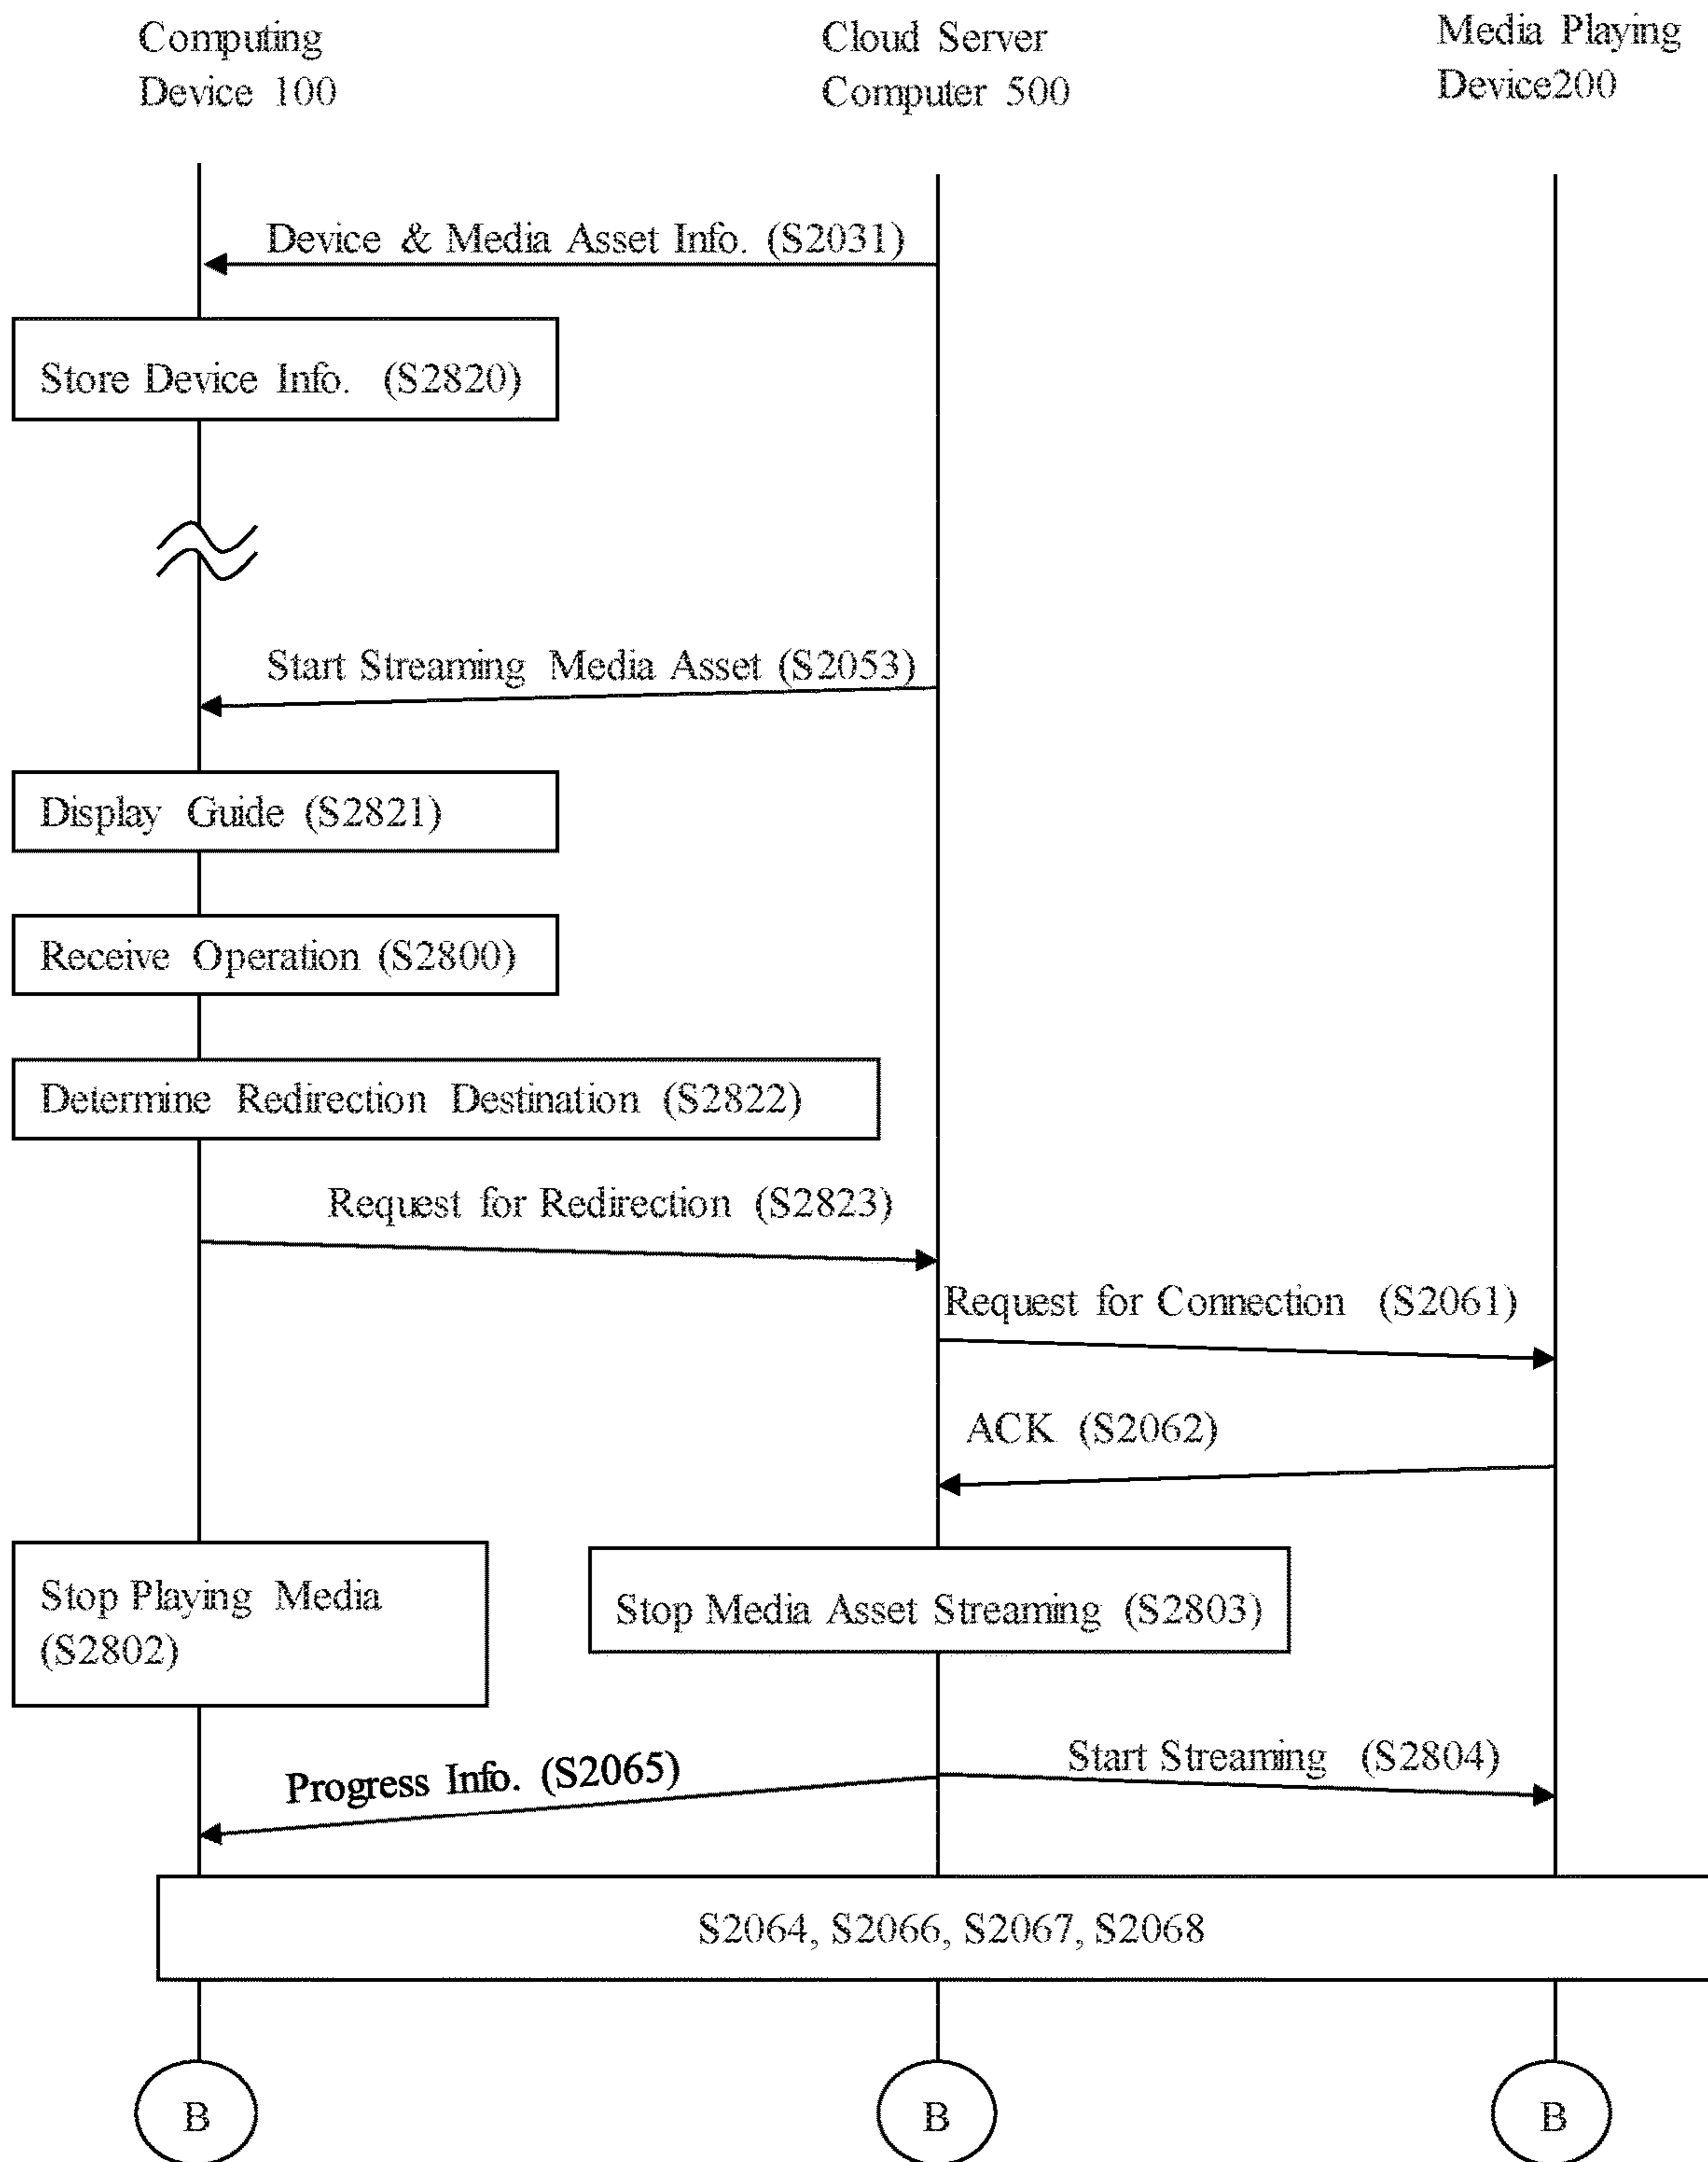 Computing
Device 100
Cloud Server
Computer 500
Media Playing
Device200
Device & Media Asset Info. (S2031)
Store Device Info. (S2820)
Start Streaming Media Asset (S2053)
Display Guide (S2821)
Receive Operation (S2800)
Determine Redirection Destination (S2822)
Request for Redirection (S2823)
Request for Connection (S2061)
ACK (S2062)
Stop Playing Media
(S2802)
Stop Media Asset Streaming (S2803)
Progress Info. (S2065)
Start Streaming (S2804)
S2064, S2066, S2067, S2068
B
B
B